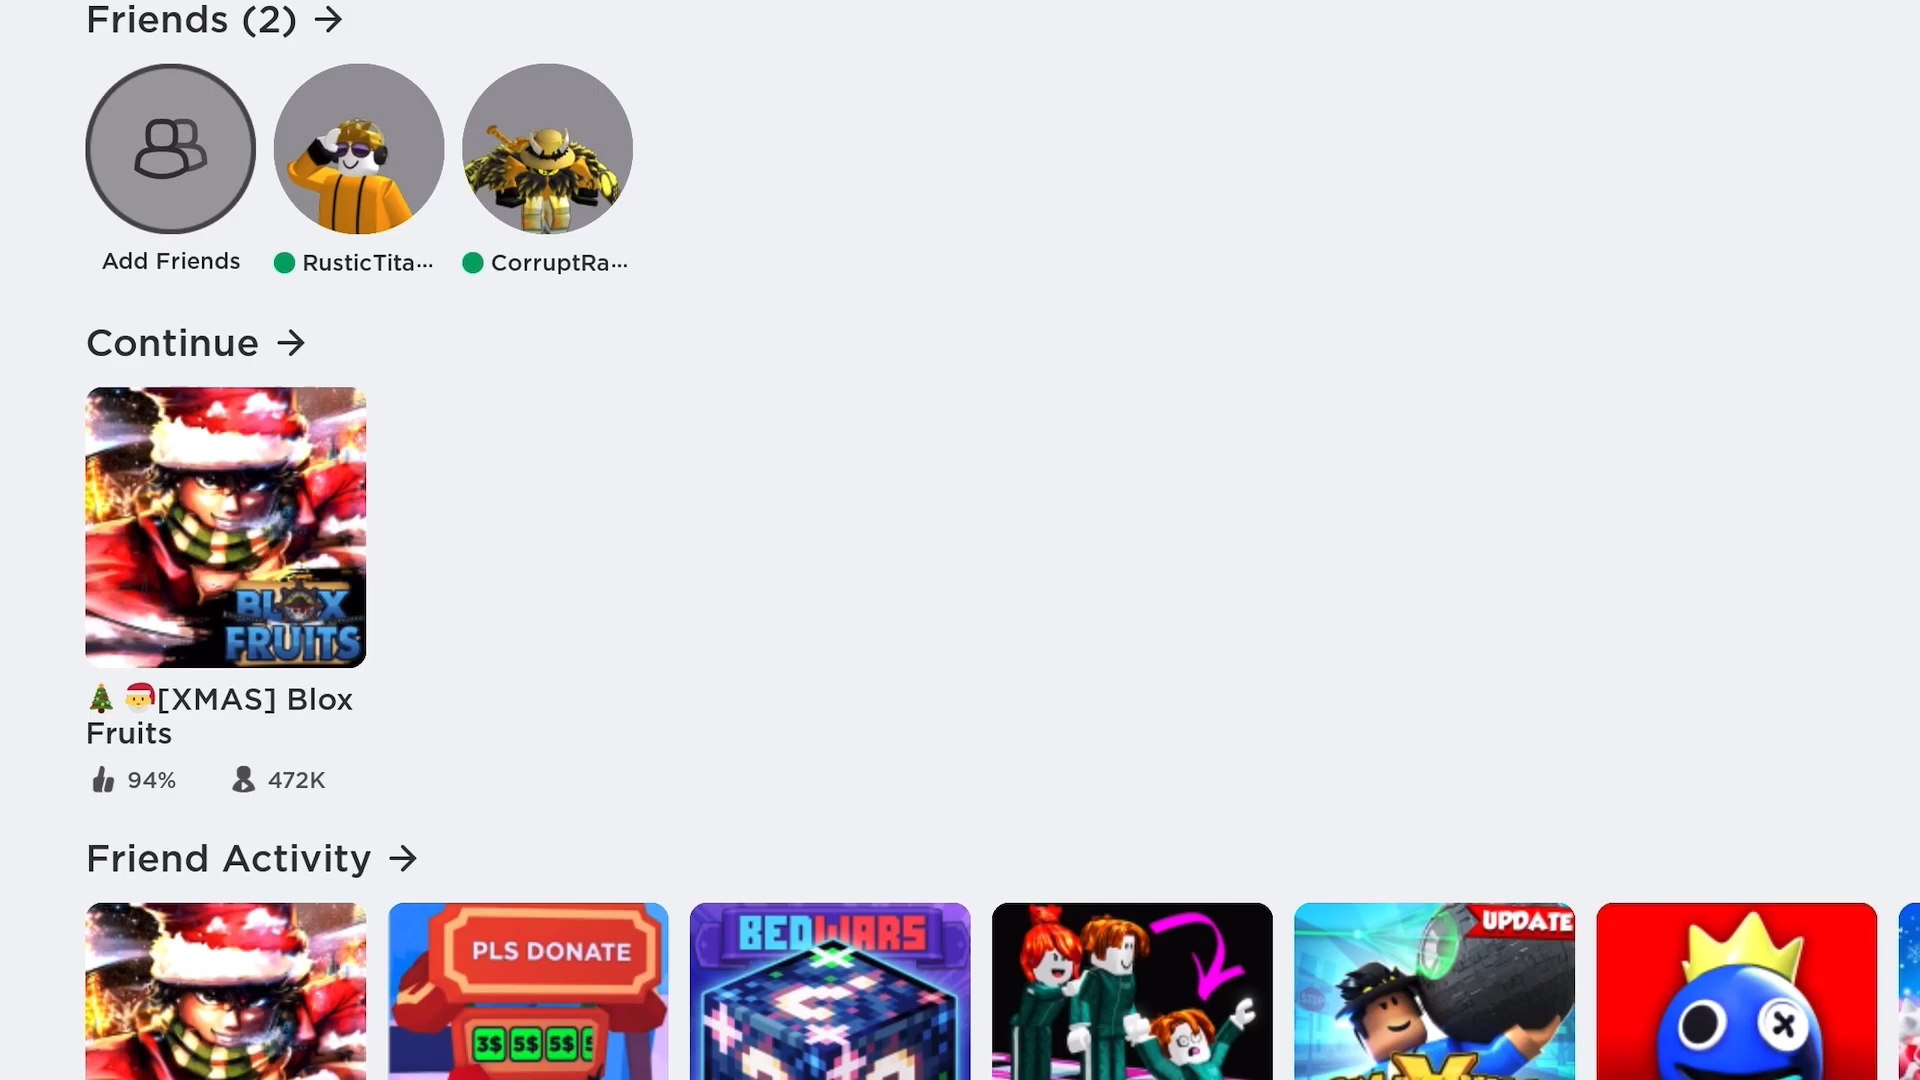 Friends (2) →
Add Friends
RusticTita...
CorruptRa...
Continue →
BLOX
FRUITS
🎄 🎅[XMAS] Blox
Fruits
94% 472K
Friend Activity →
PLS DONATE
3$ 5$ 5$
BEDWARS
UPDATE
STOP